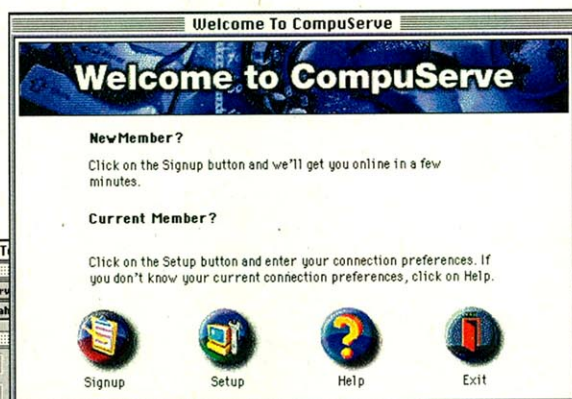 Welcome To CompuServe
Welcome to CompuServe
New Member?
Click on the Signup button and we'll get you online in a few
minutes.
Current Member?
Click on the Setup button and enter your connection preferences. If
you don't know your current connection preferences, click on Help.
Signup Setup Help Exit